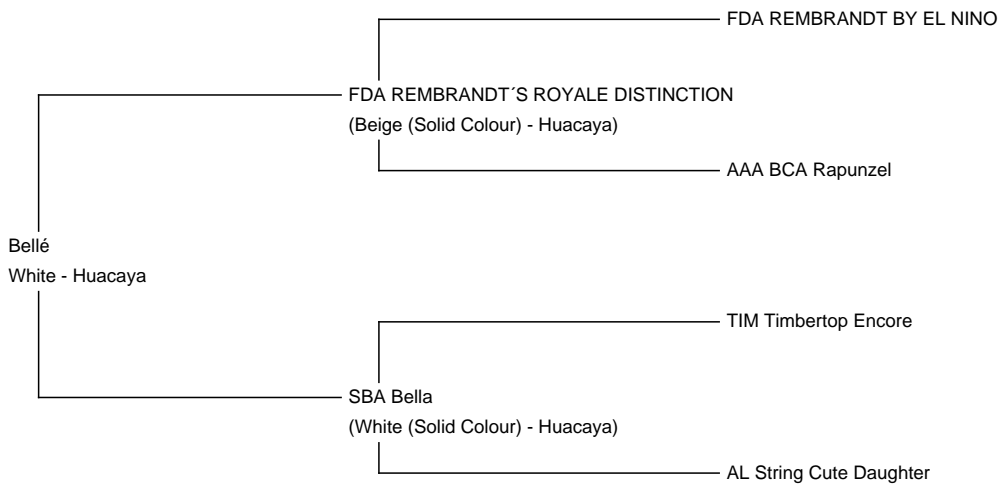 FDA REMBRANDT BY EL NINO
FDA REMBRANDT´S ROYALE DISTINCTION
(Beige (Solid Colour) - Huacaya)
AAA BCA Rapunzel
Bellé
White - Huacaya
TIM Timbertop Encore
SBA Bella
(White (Solid Colour) - Huacaya)
AL String Cute Daughter